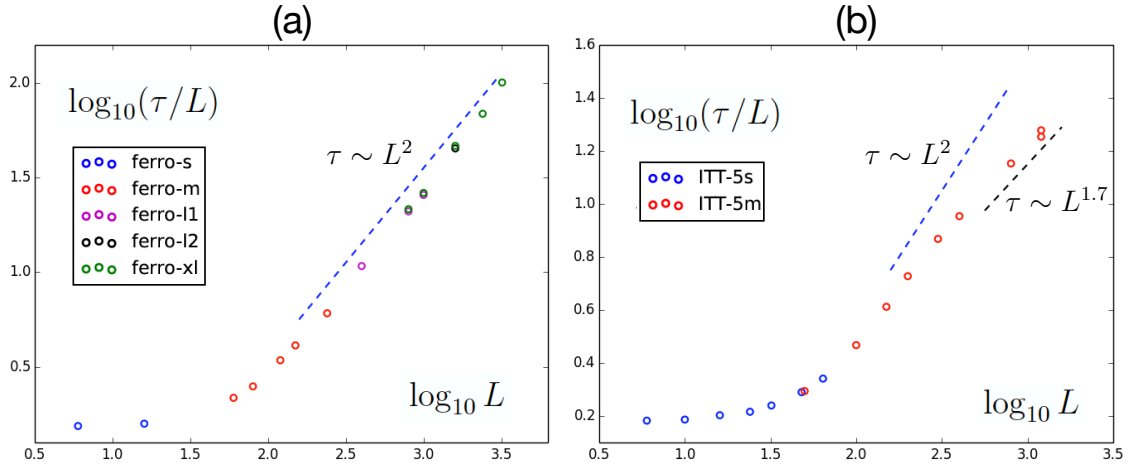 (a)
log₁₀(τ/L)
τ ∼ L²
ferro-s
ferro-m
ferro-l1
ferro-l2
ferro-xl
log₁₀ L
2.0
1.5
1.0
0.5
0.5 1.0 1.5 2.0 2.5 3.0 3.5
(b)
log₁₀(τ/L)
τ ∼ L²
ITT-5s
ITT-5m
τ ∼ L¹·⁷
log₁₀ L
1.6
1.4
1.2
1.0
0.8
0.6
0.4
0.2
0.5 1.0 1.5 2.0 2.5 3.0 3.5